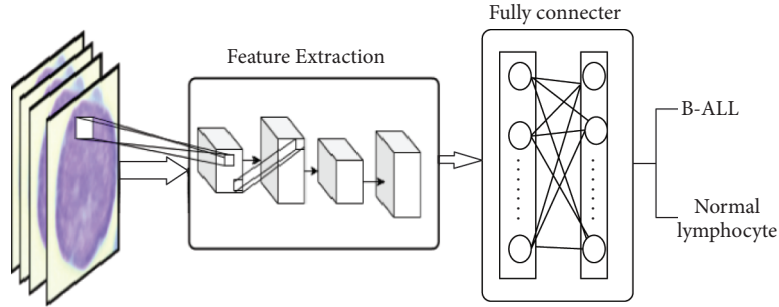 Fully connecter
Feature Extraction
B-ALL
Normal
lymphocyte